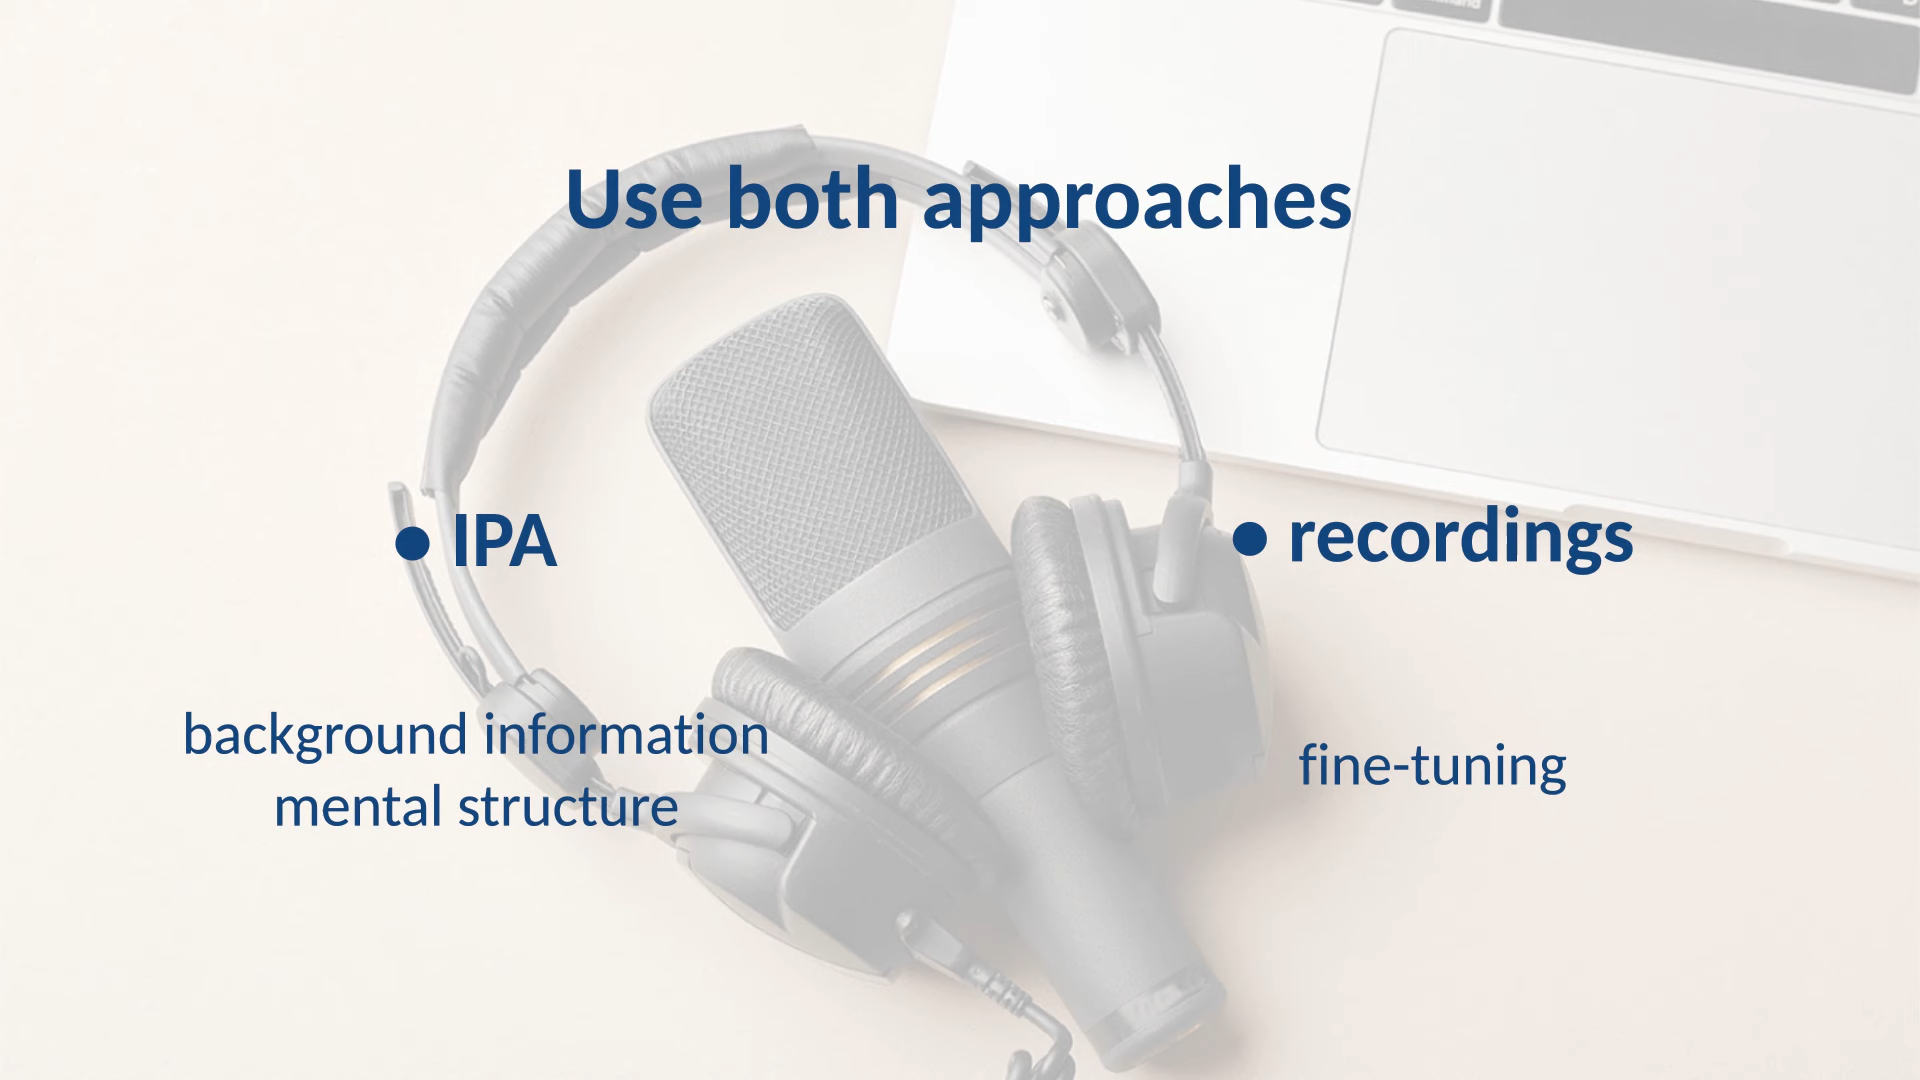 Use both approaches
● IPA
● recordings
background information
mental structure
fine-tuning